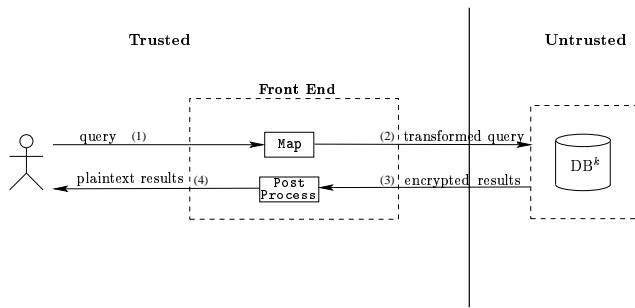 Trusted
Untrusted
Front End
query (1)
Map
(2) transformed query
DB^k
plaintext results (4)
Post
Process
(3) encrypted results